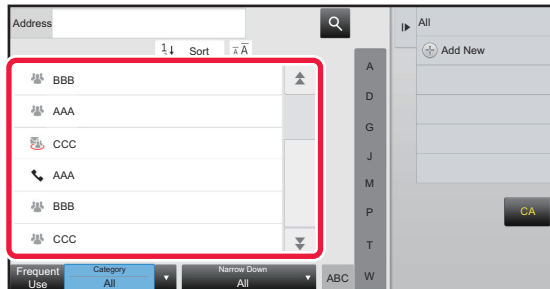 Address
All
1 Sort A A
Add New
BBB
AAA
CCC
AAA
BBB
CCC
A
D
G
J
M
P
T
W
CA
Frequent
Use
Category
All
Narrow Down
All
ABC